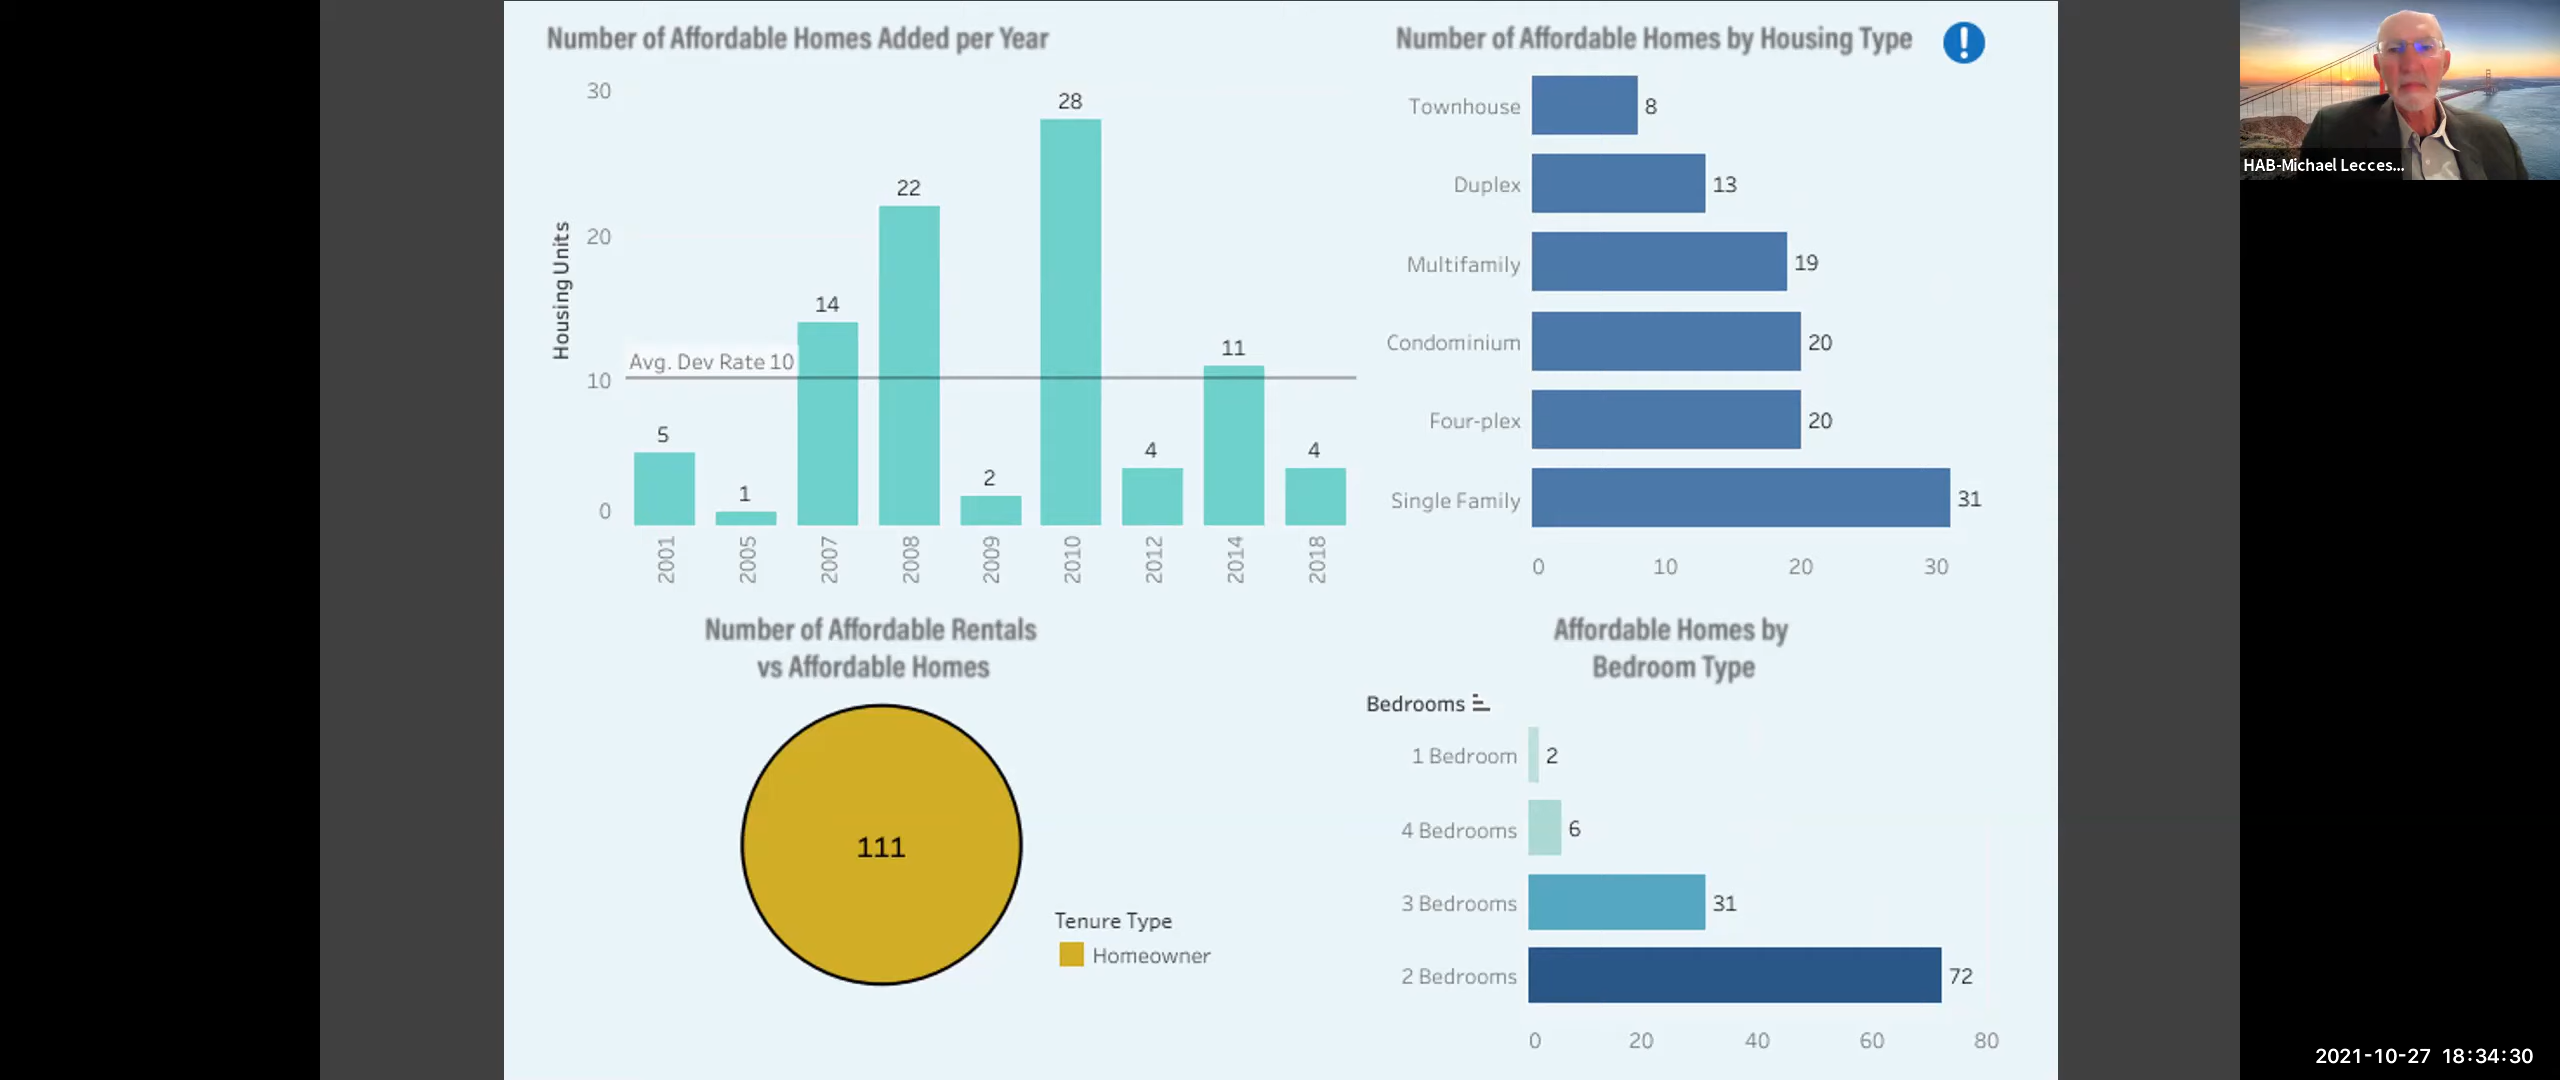 Number of Affordable Homes Added per Year
30
20
10
0
Housing Units
Avg. Dev Rate 10
5
1
14
22
2
28
4
11
4
2001
2005
2007
2008
2009
2010
2012
2014
2018
Number of Affordable Homes by Housing Type
!
Townhouse 8
Duplex 13
Multifamily 19
Condominium 20
Four-plex 20
Single Family 31
0 10 20 30
Number of Affordable Rentals
vs Affordable Homes
111
Tenure Type
Homeowner
Affordable Homes by
Bedroom Type
Bedrooms
1 Bedroom 2
4 Bedrooms 6
3 Bedrooms 31
2 Bedrooms 72
0 20 40 60 80
HAB-Michael Lecces...
2021-10-27 18:34:30